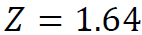 Z = 1.64